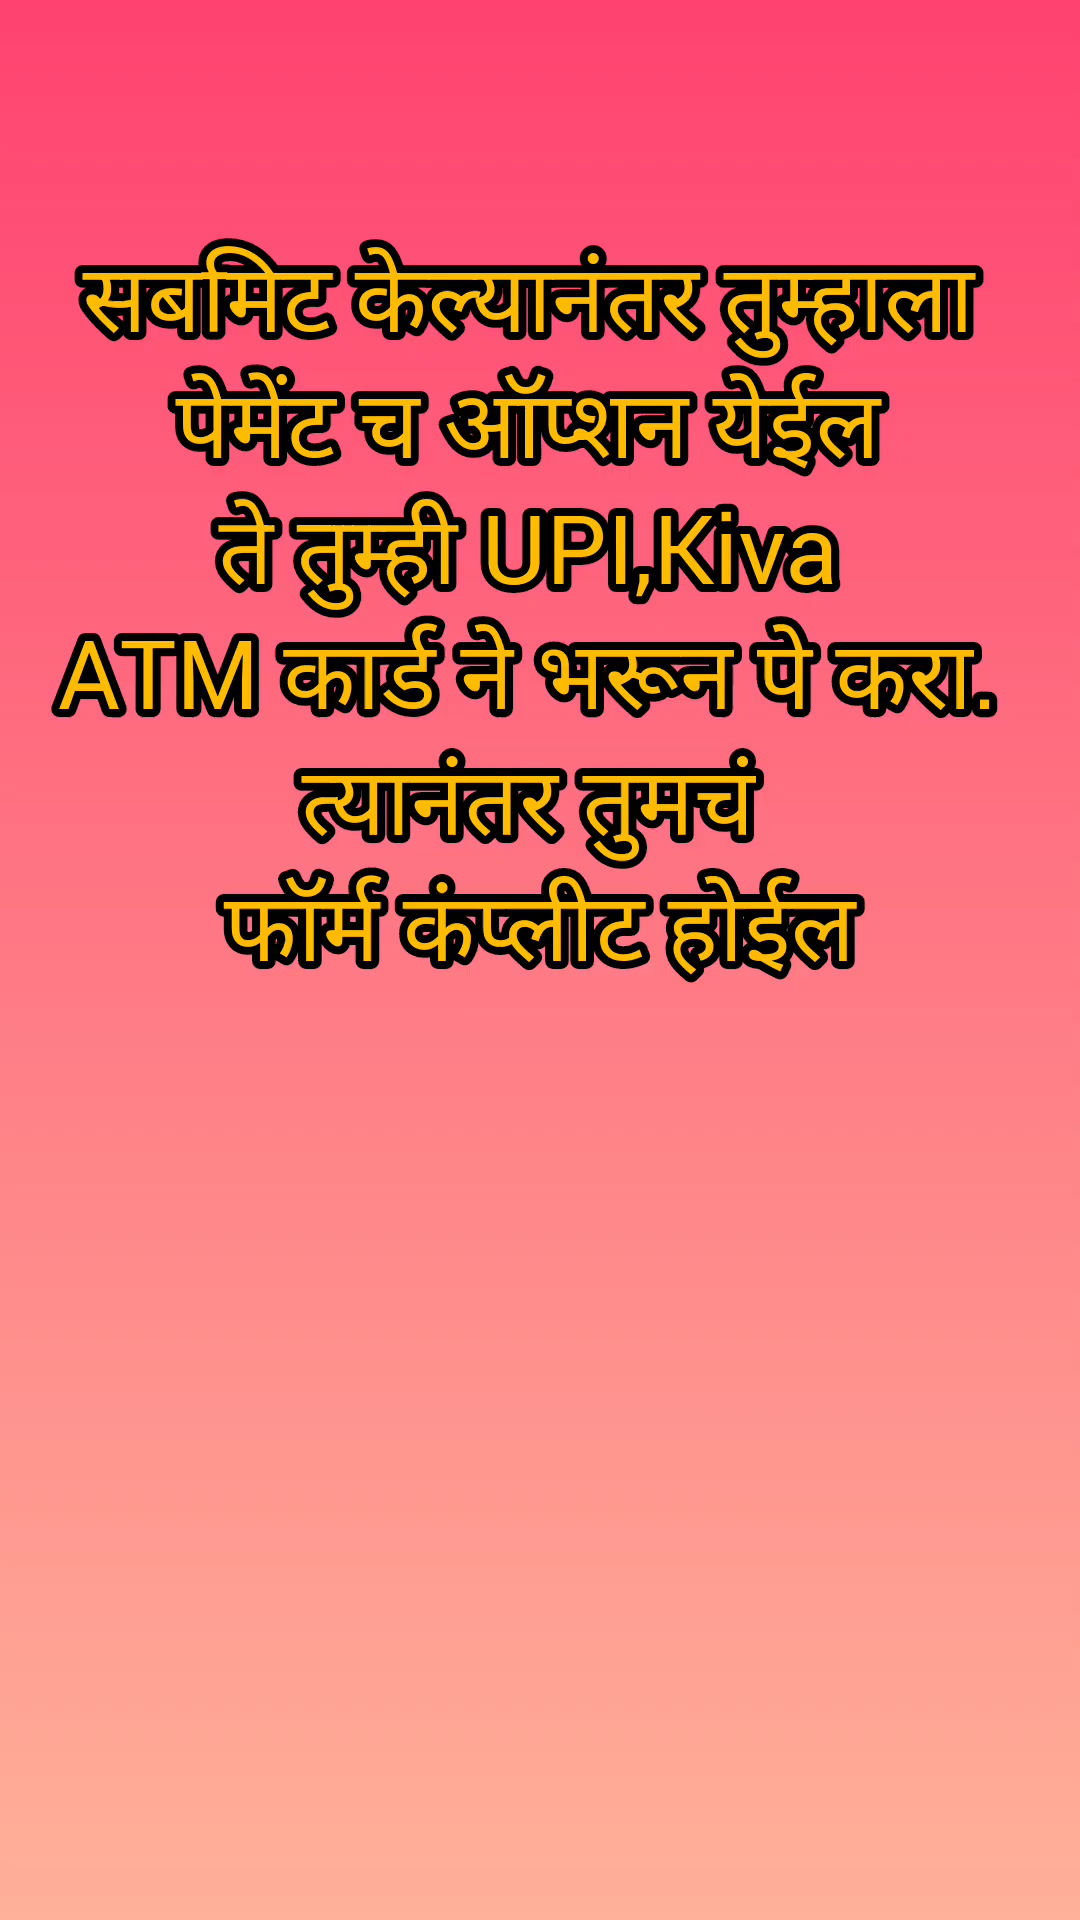 सबमिट केल्यानंतर तुम्हाला
पेमेंट च ऑप्शन येईल
ते तुम्ही UPI,Kiva
ATM कार्ड ने भरून पे करा.
त्यानंतर तुमचं
फॉर्म कंप्लीट होईल